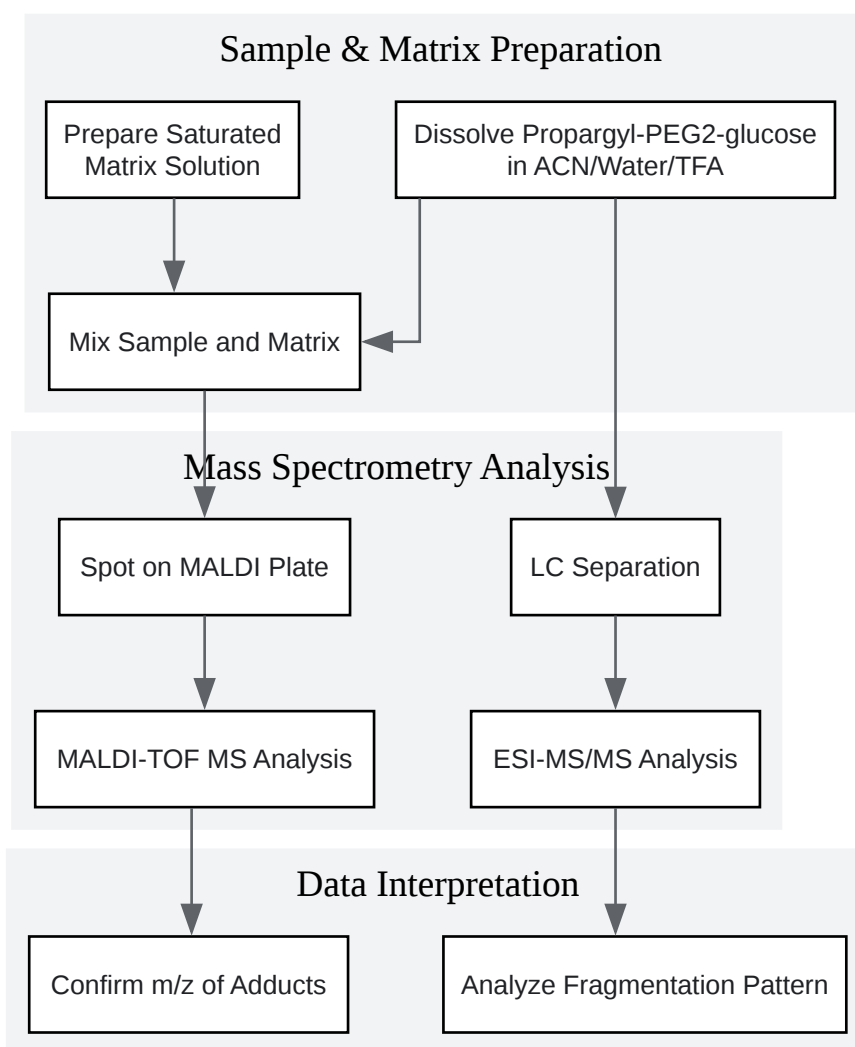 Sample & Matrix Preparation
Prepare Saturated
Matrix Solution
Dissolve Propargyl-PEG2-glucose
in ACN/Water/TFA
Mix Sample and Matrix
Mass Spectrometry Analysis
Spot on MALDI Plate
LC Separation
MALDI-TOF MS Analysis
ESI-MS/MS Analysis
Data Interpretation
Confirm m/z of Adducts
Analyze Fragmentation Pattern